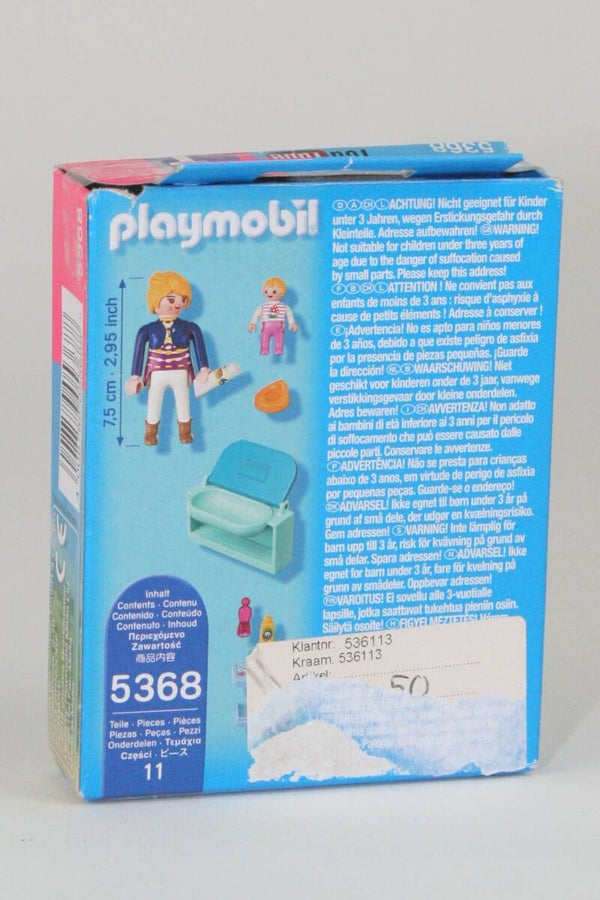 5368
playmobil
7,5 cm · 2,95 inch
5368
Inhalt
Contents · Contenu
Contenido · Conteúdo
Contenuto · Inhoud
Περιεχόμενο
Zawartość
商品内容
5368
Teile · Pieces · Pièces
Piezas · Peças · Pezzi
Onderdelen · Τεμάχια
Części · ピース
11
D A CH L ACHTUNG! Nicht geeignet für Kinder
unter 3 Jahren, wegen Erstickungsgefahr durch
Kleinteile. Adresse aufbewahren! GB WARNING!
Not suitable for children under three years of
age due to the danger of suffocation caused
by small parts. Please keep this address!
F B CH L ATTENTION ! Ne convient pas aux
enfants de moins de 3 ans : risque d'asphyxie à
cause de petits éléments ! Adresse à conserver !
E ¡Advertencia! No es apto para niños menores
de 3 años, debido a que existe peligro de asfixia
por la presencia de piezas pequeñas. ¡Guarde
la dirección! NL B WAARSCHUWING! Niet
geschikt voor kinderen onder de 3 jaar, vanwege
verstikkingsgevaar door kleine onderdelen.
Adres bewaren! I CH AVVERTENZA! Non adatto
ai bambini di età inferiore ai 3 anni per il pericolo
di soffocamento che può essere causato dalle
piccole parti. Conservare le avvertenze.
P ADVERTÊNCIA! Não se presta para crianças
abaixo de 3 anos, em virtude de perigo de asfixia
por pequenas peças. Guarde-se o endereço!
DK ADVARSEL! Ikke egnet til børn under 3 år på
grund af små dele, der udgør en kvælningsrisiko.
Gem adressen! S VARNING! Inte lämplig för
barn upp till 3 år, risk för kvävning på grund av
små delar. Spara adressen! N ADVARSEL! Ikke
egnet for barn under 3 år, fare for kvelning på
grunn av smådeler. Oppbevar adressen!
FIN VAROITUS! Ei sovellu alle 3-vuotialle
lapsille, jotka saattavat tukehtua pieniin osiin.
Säilytä osoite! H FIGYELMEZTETÉS!
Klantnr: 536113
Kraam: 536113
Artikel:
50